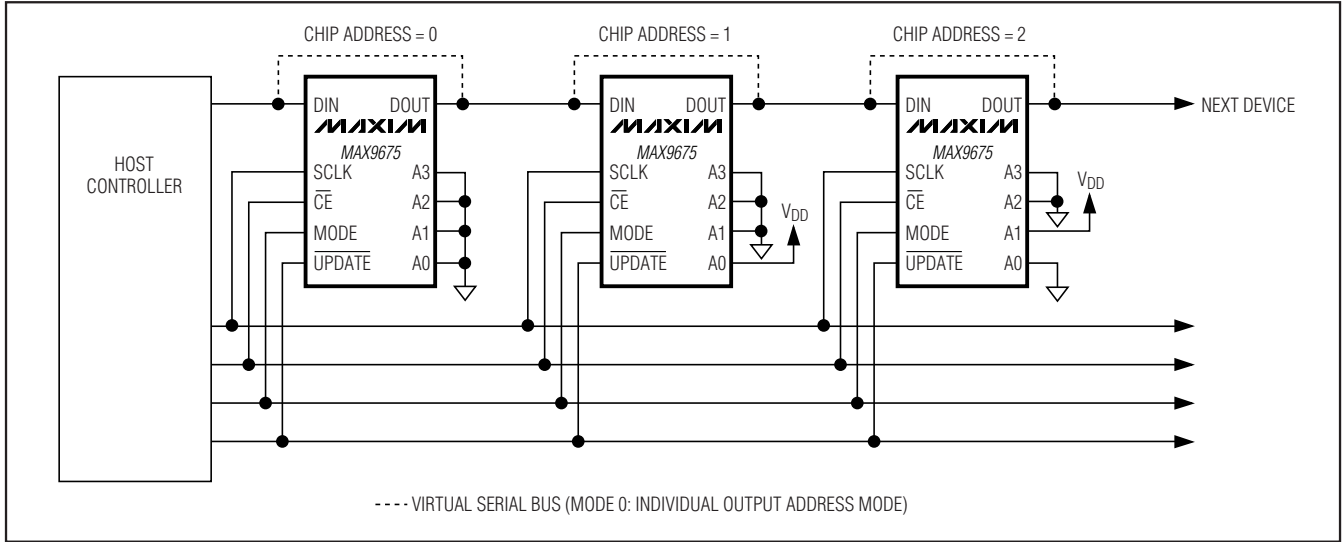 CHIP ADDRESS = 0
CHIP ADDRESS = 1
CHIP ADDRESS = 2
HOST
CONTROLLER
DIN
DOUT
MAXIM
MAX9675
SCLK
A3
CE
A2
MODE
A1
UPDATE
A0
DIN
DOUT
MAXIM
MAX9675
SCLK
A3
CE
A2
MODE
A1
UPDATE
A0
VDD
DIN
DOUT
MAXIM
MAX9675
SCLK
A3
CE
A2
MODE
A1
UPDATE
A0
VDD
NEXT DEVICE
---- VIRTUAL SERIAL BUS (MODE 0: INDIVIDUAL OUTPUT ADDRESS MODE)